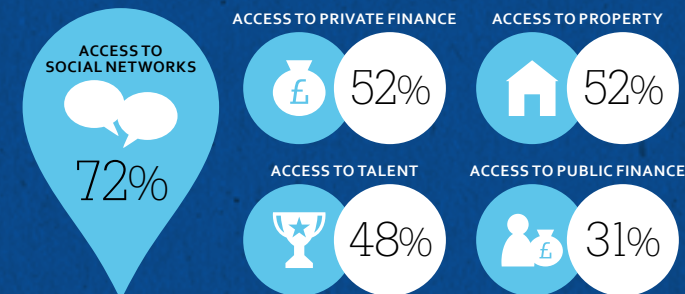 ACCESS TO
SOCIAL NETWORKS
72%
ACCESS TO PRIVATE FINANCE
£
52%
ACCESS TO PROPERTY
52%
ACCESS TO TALENT
48%
ACCESS TO PUBLIC FINANCE
£
31%